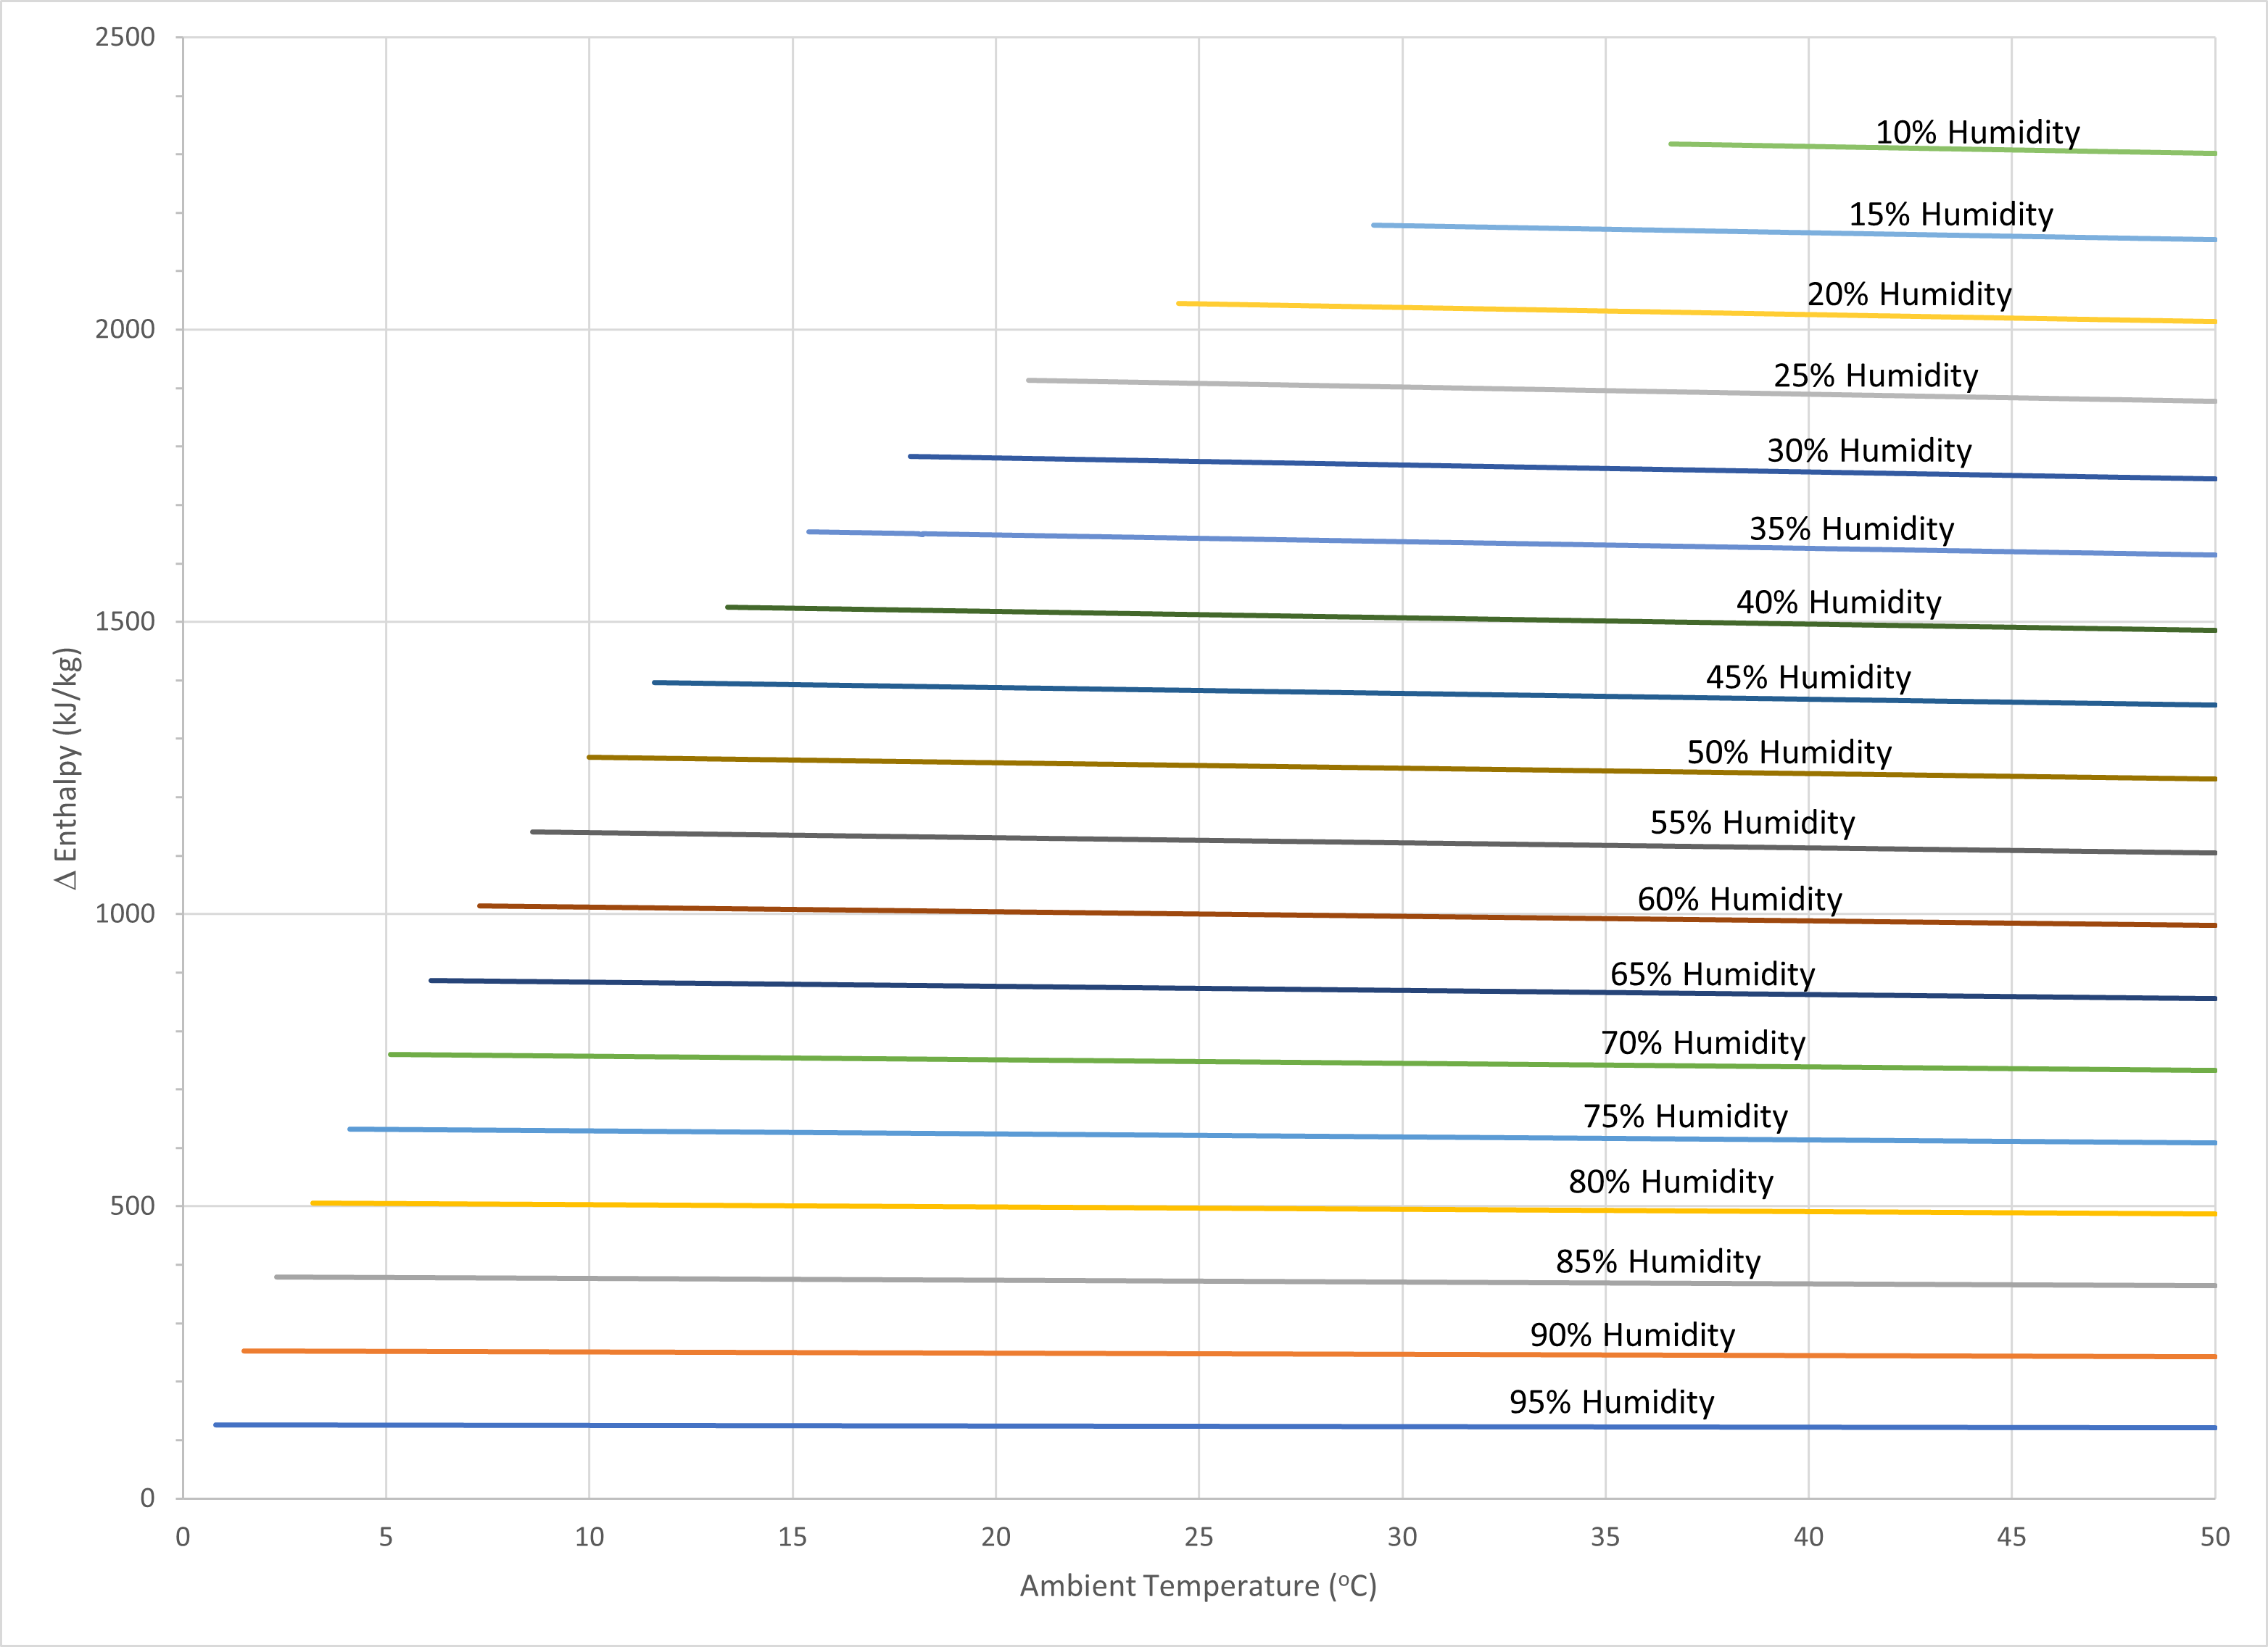 2500
10% Humidity
15% Humidity
20% Humidity
2000
25% Humidity
30% Humidity
35% Humidity
40% Humidity
1500
45% Humidity
50% Humidity
55% Humidity
Δ Enthalpy (kJ/kg)
60% Humidity
1000
65% Humidity
70% Humidity
75% Humidity
80% Humidity
500
85% Humidity
90% Humidity
95% Humidity
0
0 5 10 15 20 25 30 35 40 45 50
Ambient Temperature (ᵒC)